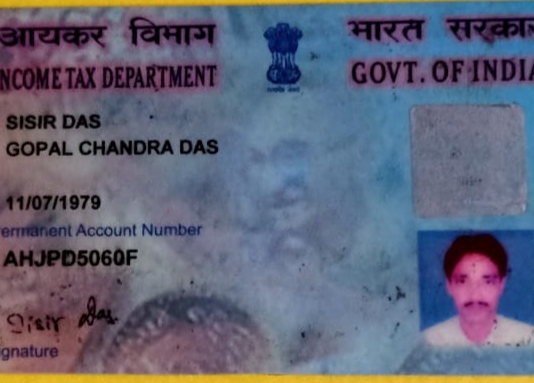 आयकर विभाग
INCOME TAX DEPARTMENT
भारत सरकार
GOVT. OF INDIA
SISIR DAS
GOPAL CHANDRA DAS
11/07/1979
ermanent Account Number
AHJPD5060F
Sisir Das.
gnature